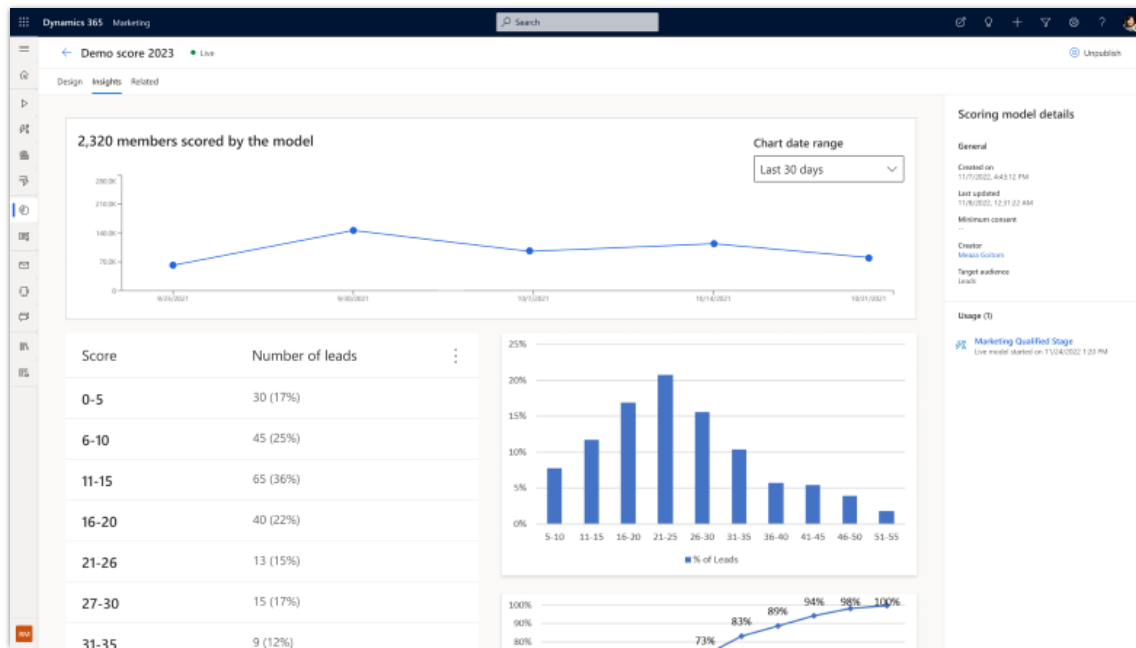 Dynamics 365 Marketing
Search
?
Demo score 2023 Live
Unpublish
Design Insights Related
2,320 members scored by the model
Chart date range
Last 30 days
280.0K
210.0K
140.0K
70.0K
0
9/23/2021 9/30/2021 10/7/2021 10/14/2021 10/21/2021
Score Number of leads
0-5 30 (17%)
6-10 45 (25%)
11-15 65 (36%)
16-20 40 (22%)
21-26 13 (15%)
27-30 15 (17%)
31-35 9 (12%)
25%
20%
15%
10%
5%
0%
5-10 11-15 16-20 21-25 26-30 31-35 36-40 41-45 46-50 51-55
% of Leads
100%
90%
80%
73% 83% 89% 94% 98% 100%
Scoring model details
General
Created on
11/7/2022, 4:43:12 PM
Last updated
11/8/2022, 12:31:22 AM
Minimum consent
---
Creator
Meaza Goitom
Target audience
Leads
Usage (1)
Marketing Qualified Stage
Live model started on 11/24/2022 1:20 PM
RM